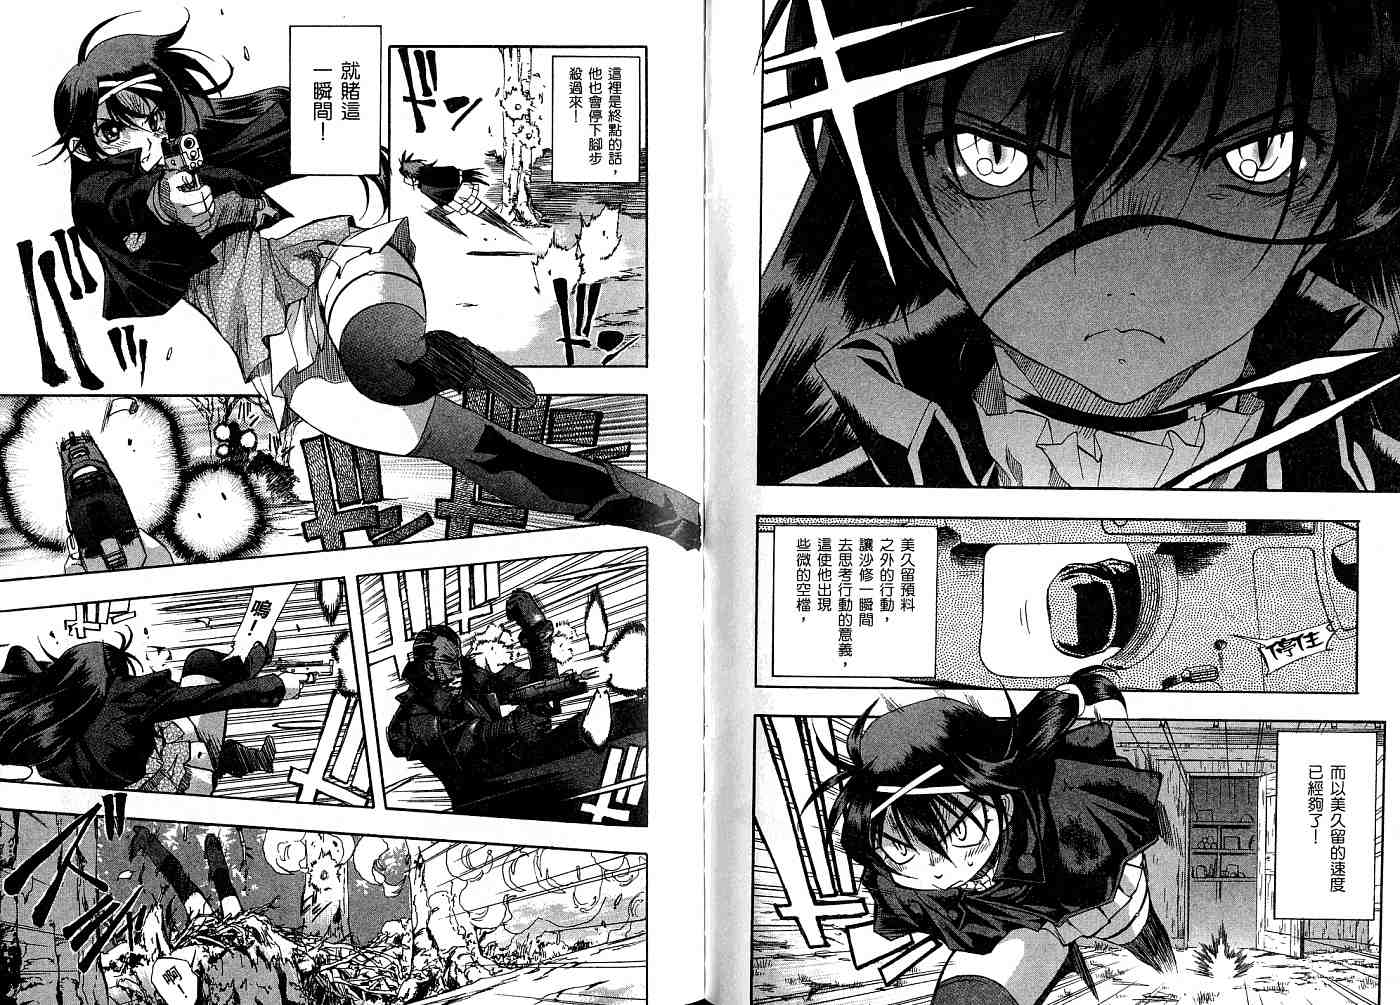 美久留預料
之外的行動，
讓沙修一瞬間
去思考行動的意義，
這使他出現
些微的空檔，
停住
而以美久留的速度
已經夠了！
這裡是終點的話，
他也會停下腳步
殺過來！
ドン
ドン
就賭這
一瞬間！
嗚！
啊